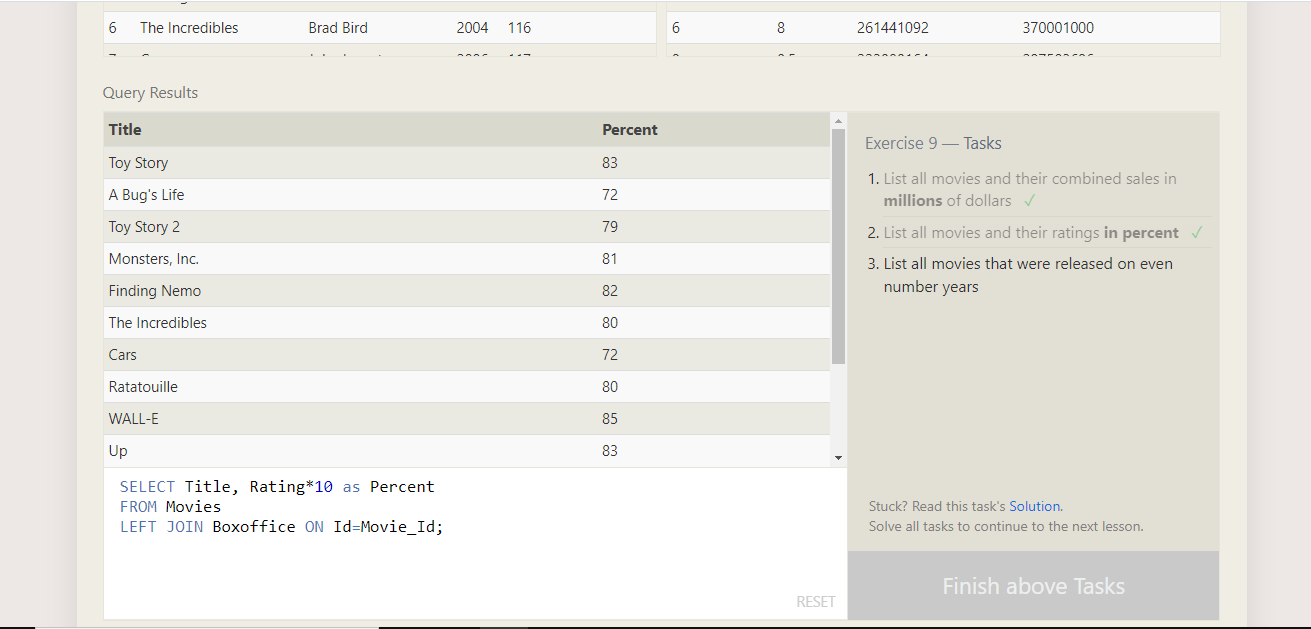 6 The Incredibles Brad Bird 2004 116 6 8 261441092 370001000
Query Results
Title Percent
Toy Story 83
A Bug's Life 72
Toy Story 2 79
Monsters, Inc. 81
Finding Nemo 82
The Incredibles 80
Cars 72
Ratatouille 80
WALL-E 85
Up 83
SELECT Title, Rating*10 as Percent
FROM Movies
LEFT JOIN Boxoffice ON Id=Movie_Id;
RESET
Exercise 9 — Tasks
1. List all movies and their combined sales in
millions of dollars ✓
2. List all movies and their ratings in percent ✓
3. List all movies that were released on even
number years
Stuck? Read this task's Solution.
Solve all tasks to continue to the next lesson.
Finish above Tasks